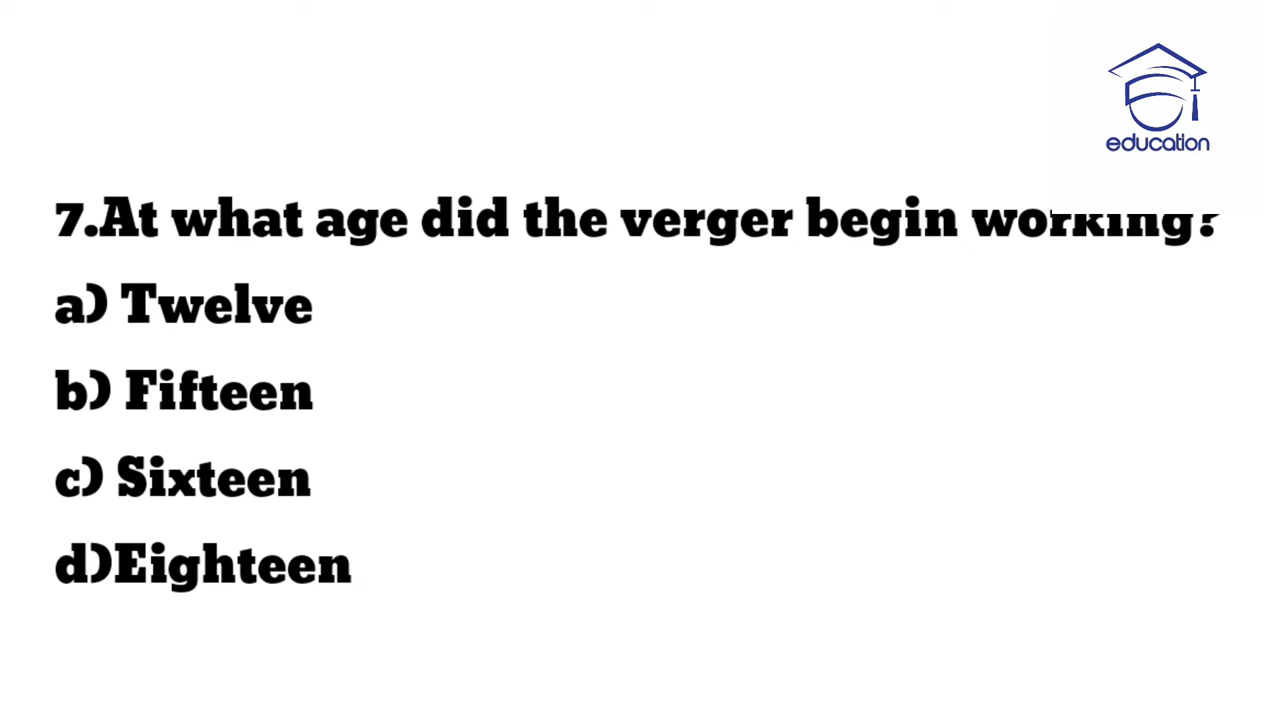 education
7.At what age did the verger begin working?
a) Twelve
b) Fifteen
c) Sixteen
d)Eighteen